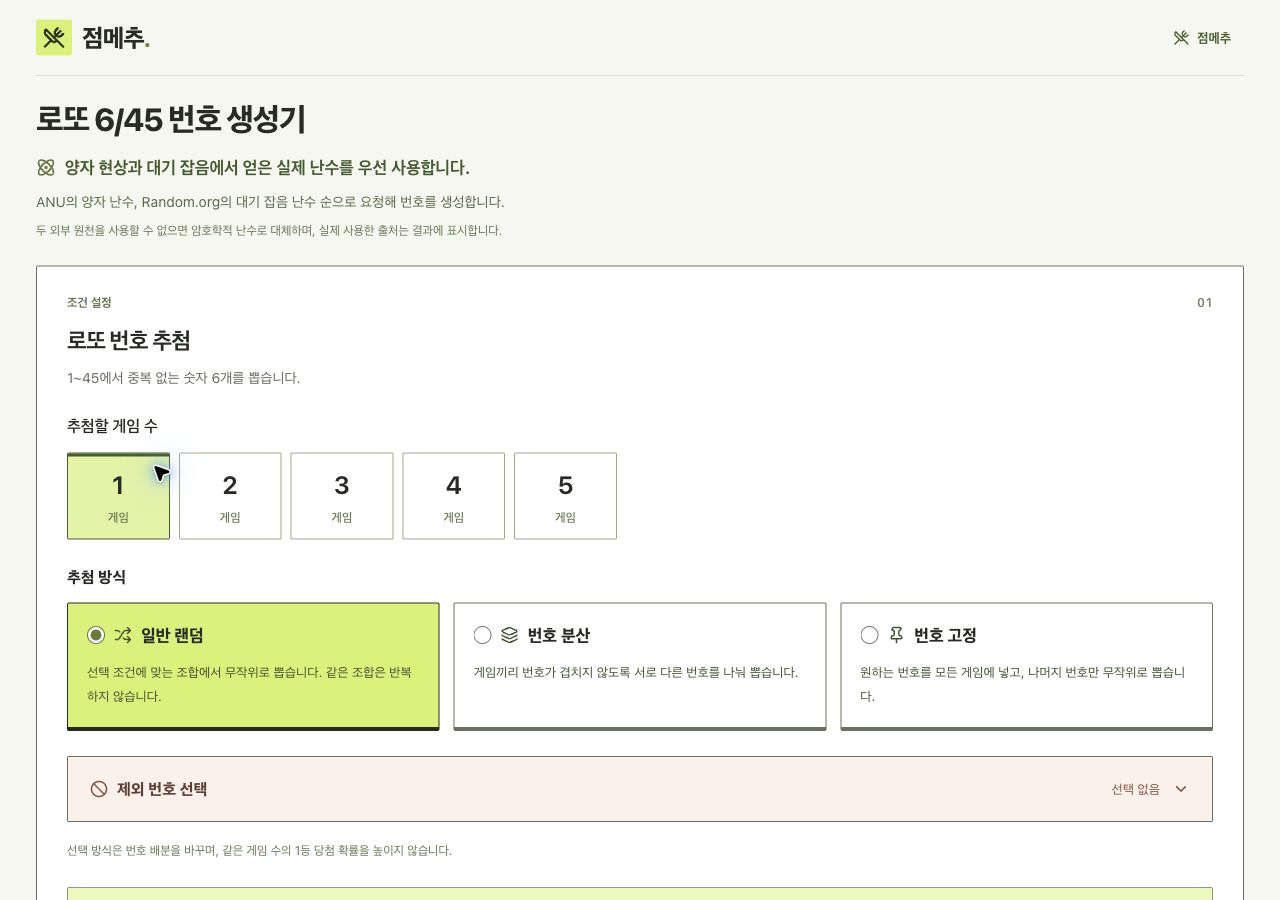 점메추.
점메추
로또 6/45 번호 생성기
양자 현상과 대기 잡음에서 얻은 실제 난수를 우선 사용합니다.
ANU의 양자 난수, Random.org의 대기 잡음 난수 순으로 요청해 번호를 생성합니다.
두 외부 원천을 사용할 수 없으면 암호학적 난수로 대체하며, 실제 사용한 출처는 결과에 표시합니다.
조건 설정
01
로또 번호 추첨
1~45에서 중복 없는 숫자 6개를 뽑습니다.
추첨할 게임 수
1
게임
2
게임
3
게임
4
게임
5
게임
추첨 방식
일반 랜덤
선택 조건에 맞는 조합에서 무작위로 뽑습니다. 같은 조합은 반복
하지 않습니다.
번호 분산
게임끼리 번호가 겹치지 않도록 서로 다른 번호를 나눠 뽑습니다.
번호 고정
원하는 번호를 모든 게임에 넣고, 나머지 번호만 무작위로 뽑습니
다.
제외 번호 선택
선택 없음
선택 방식은 번호 배분을 바꾸며, 같은 게임 수의 1등 당첨 확률을 높이지 않습니다.